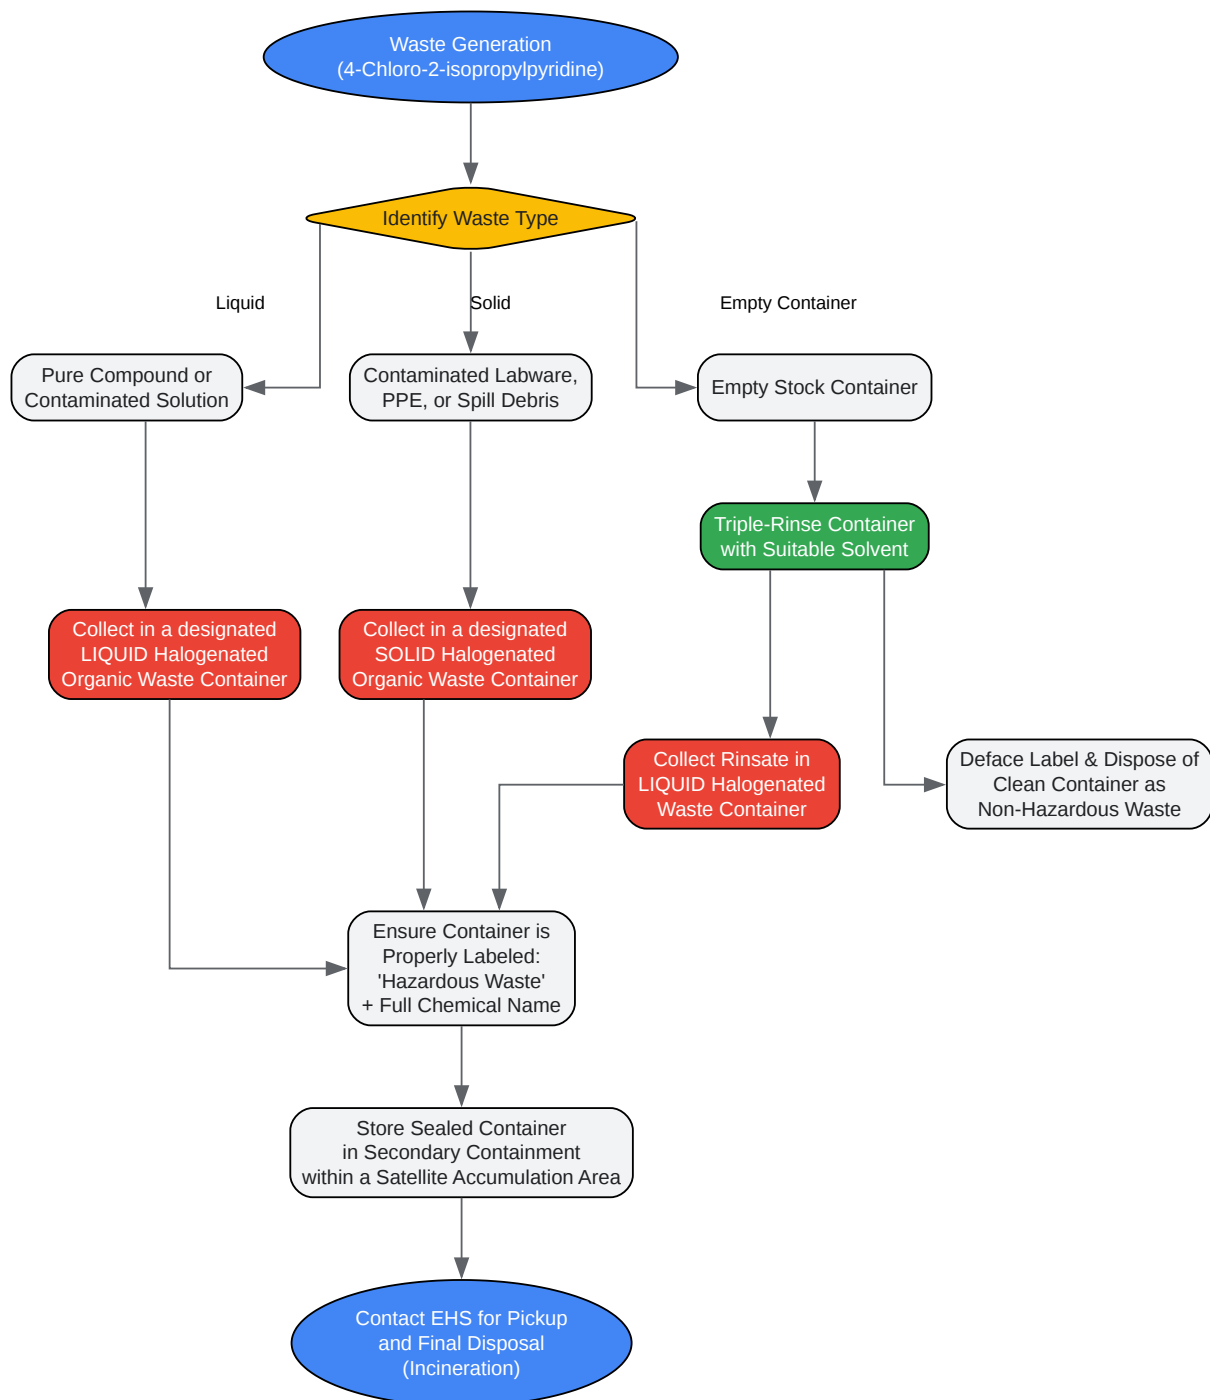 Waste Generation
(4-Chloro-2-isopropylpyridine)
Identify Waste Type
Liquid
Solid
Empty Container
Pure Compound or
Contaminated Solution
Contaminated Labware,
PPE, or Spill Debris
Empty Stock Container
Triple-Rinse Container
with Suitable Solvent
Collect in a designated
LIQUID Halogenated
Organic Waste Container
Collect in a designated
SOLID Halogenated
Organic Waste Container
Collect Rinsate in
LIQUID Halogenated
Waste Container
Deface Label & Dispose of
Clean Container as
Non-Hazardous Waste
Ensure Container is
Properly Labeled:
'Hazardous Waste'
+ Full Chemical Name
Store Sealed Container
in Secondary Containment
within a Satellite Accumulation Area
Contact EHS for Pickup
and Final Disposal
(Incineration)